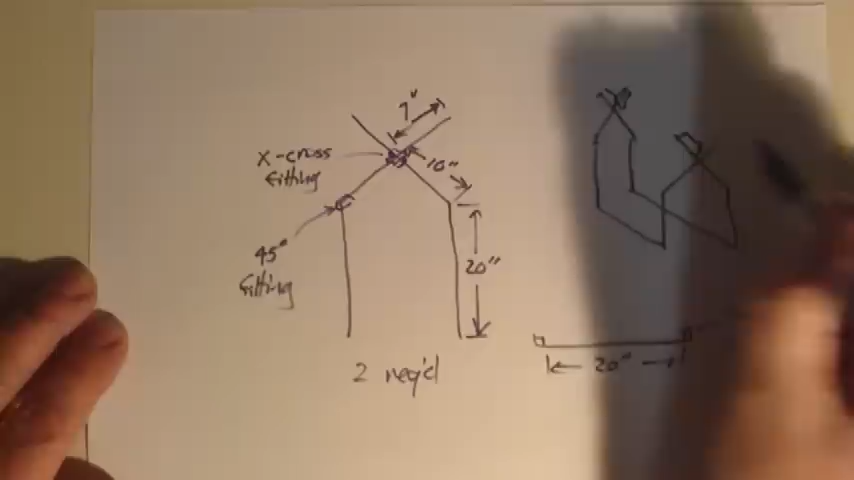 7"
X-cross
fitting
10"
45°
fitting
20"
2 req'd
20"